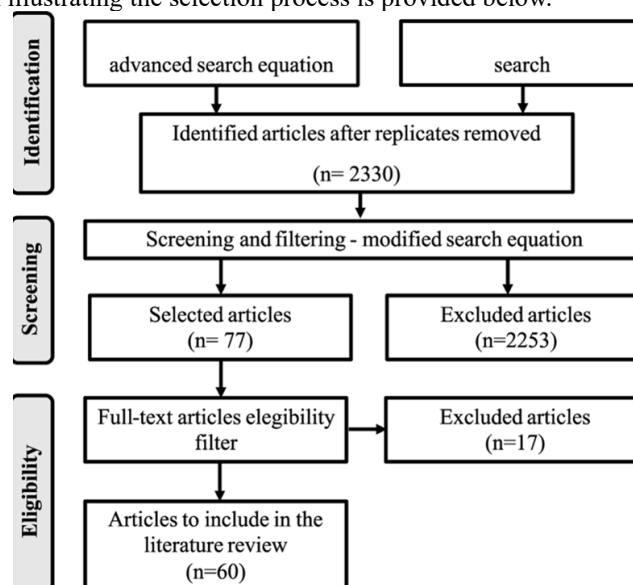 illustrating the selection process is provided below.
Identification
advanced search equation
search
Identified articles after replicates removed
(n= 2330)
Screening
Screening and filtering - modified search equation
Selected articles
(n= 77)
Excluded articles
(n=2253)
Eligibility
Full-text articles elegibility
filter
Excluded articles
(n=17)
Articles to include in the
literature review
(n=60)